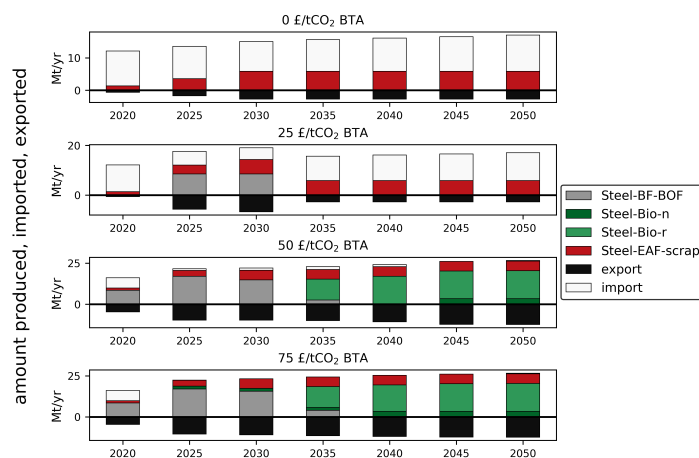 0 £/tCO₂ BTA
10
0
Mt/yr
2020 2025 2030 2035 2040 2045 2050
25 £/tCO₂ BTA
20
0
Mt/yr
2020 2025 2030 2035 2040 2045 2050
50 £/tCO₂ BTA
25
0
Mt/yr
2020 2025 2030 2035 2040 2045 2050
75 £/tCO₂ BTA
25
0
Mt/yr
2020 2025 2030 2035 2040 2045 2050
amount produced, imported, exported
Steel-BF-BOF
Steel-Bio-n
Steel-Bio-r
Steel-EAF-scrap
export
import